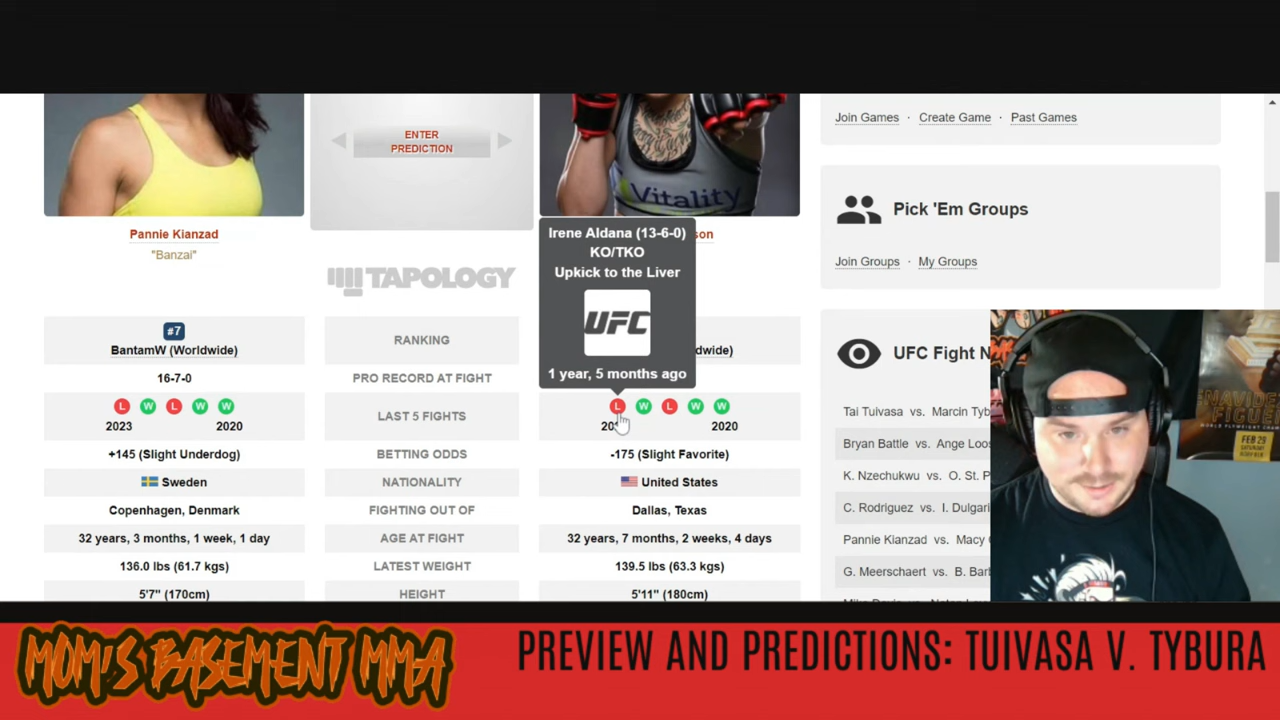 ENTER
PREDICTION
Join Games · Create Game · Past Games
Vitality
Pick 'Em Groups
Join Groups · My Groups
Pannie Kianzad
"Banzai"
TAPOLOGY
Irene Aldana (13-6-0)
KO/TKO
Upkick to the Liver
UFC
1 year, 5 months ago
son
#7
BantamW (Worldwide)
RANKING
dwide)
16-7-0
PRO RECORD AT FIGHT
L W L W W
2023 2020
LAST 5 FIGHTS
L W L W W
20 2020
+145 (Slight Underdog)
BETTING ODDS
-175 (Slight Favorite)
Sweden
NATIONALITY
United States
Copenhagen, Denmark
FIGHTING OUT OF
Dallas, Texas
32 years, 3 months, 1 week, 1 day
AGE AT FIGHT
32 years, 7 months, 2 weeks, 4 days
136.0 lbs (61.7 kgs)
LATEST WEIGHT
139.5 lbs (63.3 kgs)
5'7" (170cm)
HEIGHT
5'11" (180cm)
UFC Fight N
Tai Tuivasa vs. Marcin Tyb
Bryan Battle vs. Ange Loos
K. Nzechukwu vs. O. St. P
C. Rodriguez vs. I. Dulgari
Pannie Kianzad vs. Macy
G. Meerschaert vs. B. Bar
FEB 29
MOM'S BASEMENT MMA
PREVIEW AND PREDICTIONS: TUIVASA V. TYBURA